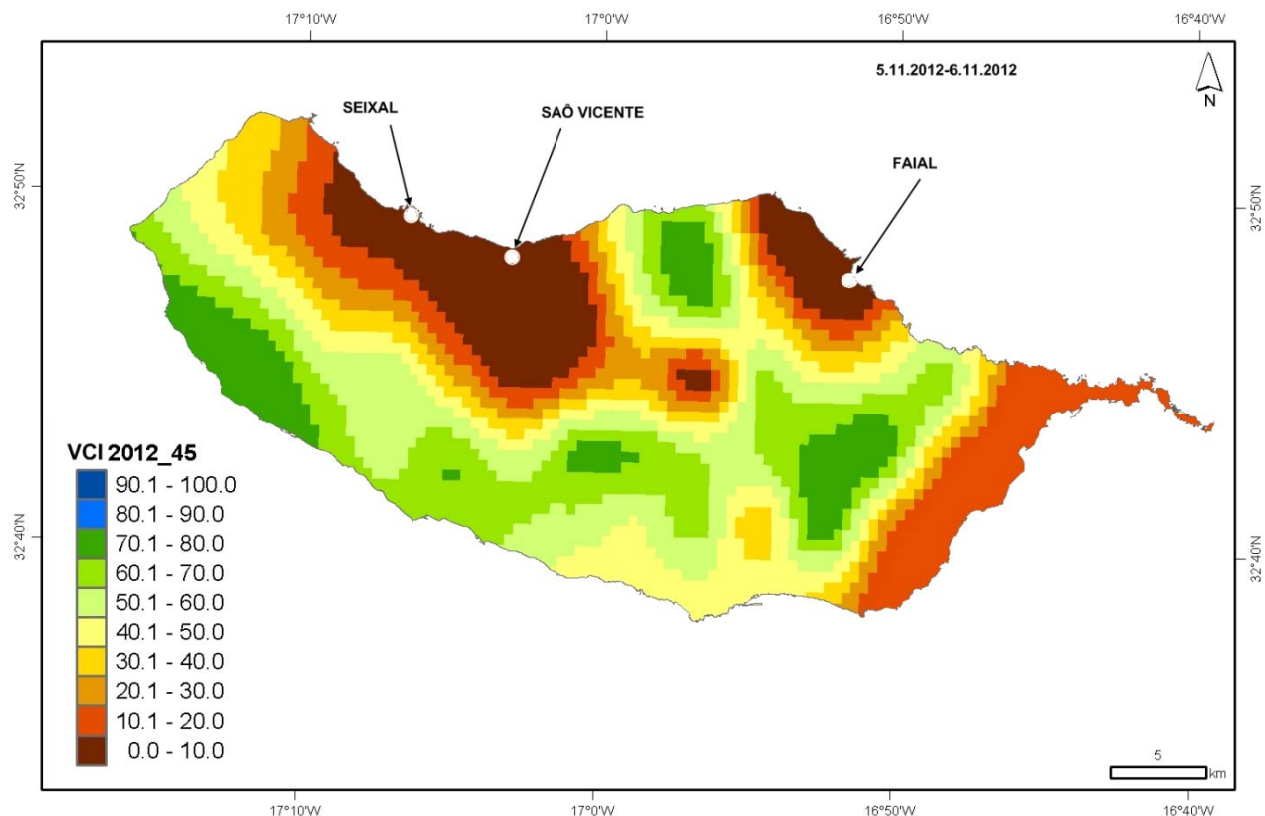 17°10'W 17°0'W 16°50'W 16°40'W
5.11.2012-6.11.2012
N
SEIXAL
SAÔ VICENTE
FAIAL
32°50'N
32°50'N
VCI 2012_45
90.1 - 100.0
80.1 - 90.0
70.1 - 80.0
60.1 - 70.0
50.1 - 60.0
40.1 - 50.0
30.1 - 40.0
20.1 - 30.0
10.1 - 20.0
0.0 - 10.0
32°40'N
32°40'N
5
km
17°10'W 17°0'W 16°50'W 16°40'W